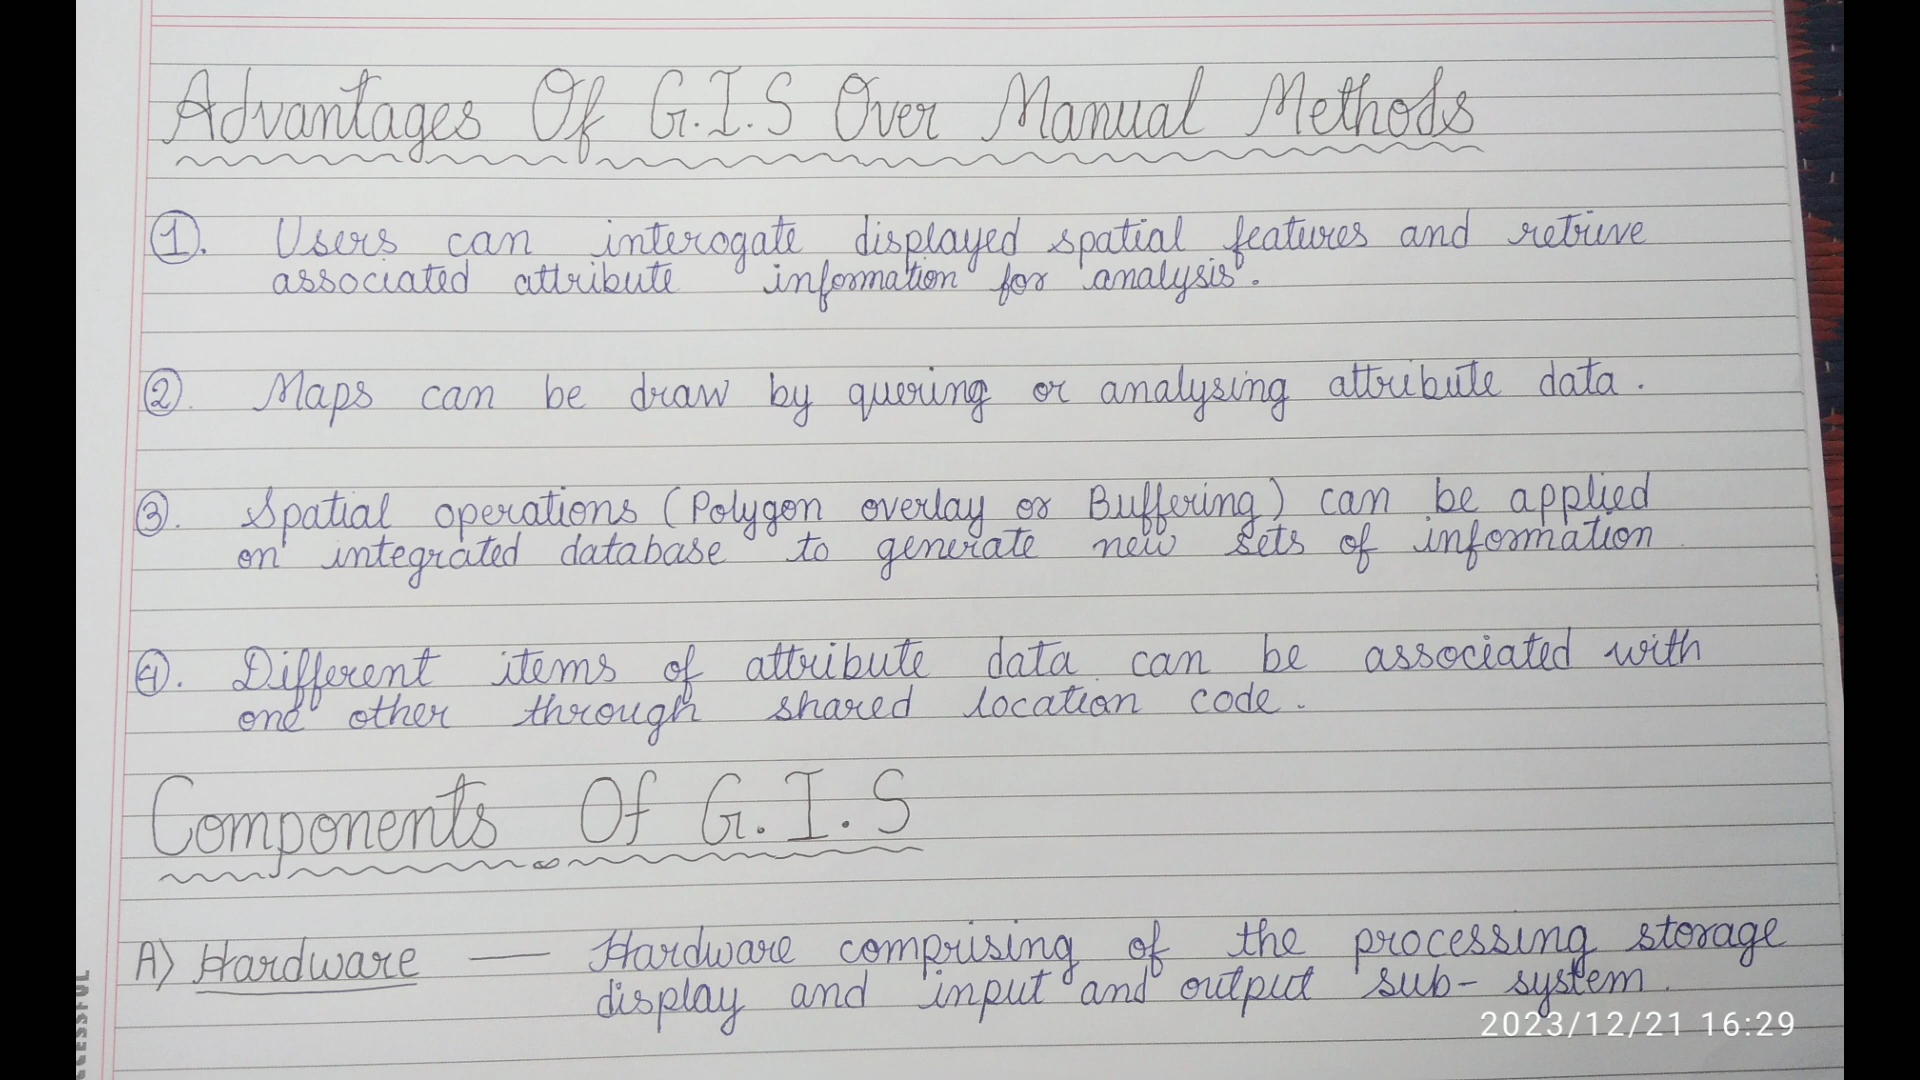 Advantages Of G.I.S Over Manual Methods
1. Users can interogate displayed spatial features and retrive
associated attribute information for analysis.
2. Maps can be draw by quering or analysing attribute data.
3. Spatial operations (Polygon overlay or Buffering) can be applied
on integrated database to generate new sets of information
4. Different items of attribute data can be associated with
one other through shared location code.
Components Of G.I.S
A) Hardware — Hardware comprising of the processing storage
display and input and output sub-system.
2023/12/21 16:29